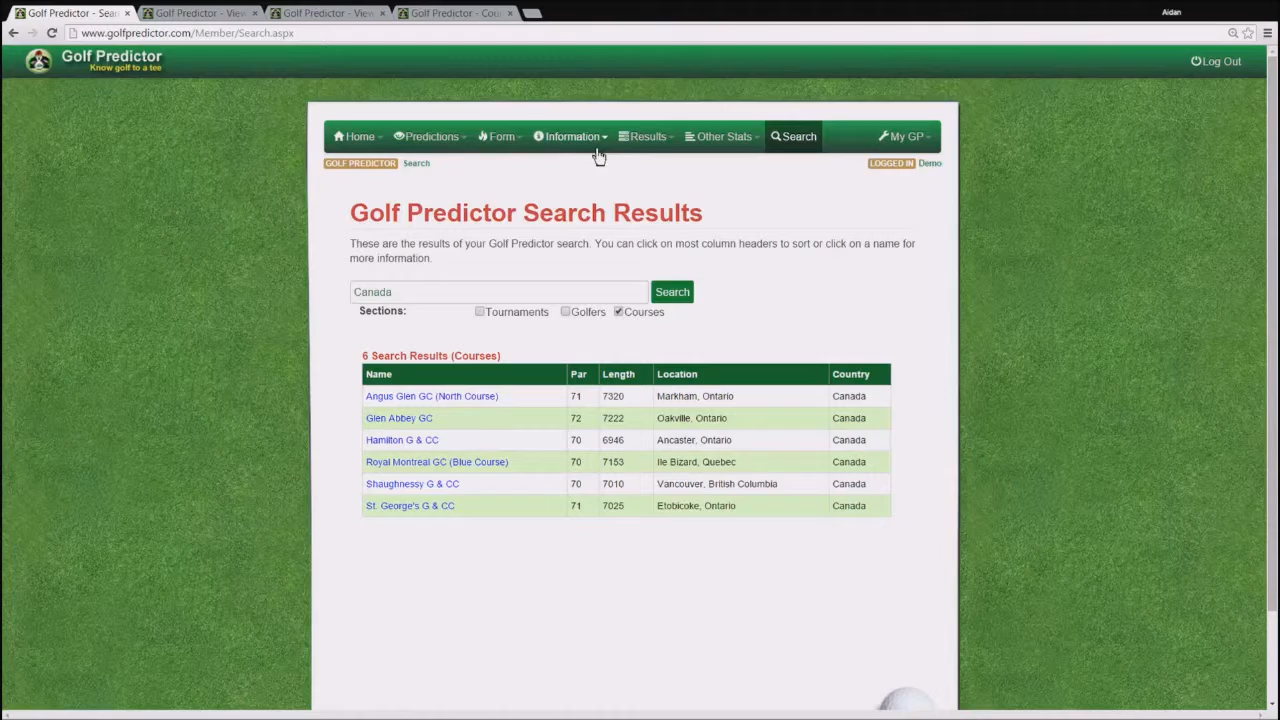 Golf Predictor - Sear × Golf Predictor - View × Golf Predictor - View × Golf Predictor - Cour × Aidan
www.golfpredictor.com/Member/Search.aspx
Golf Predictor
Know golf to a tee
Log Out
Home Predictions Form Information Results Other Stats Search My GP
GOLF PREDICTOR Search LOGGED IN Demo
Golf Predictor Search Results
These are the results of your Golf Predictor search. You can click on most column headers to sort or click on a name for
more information.
Canada Search
Sections: Tournaments Golfers Courses
6 Search Results (Courses)
Name Par Length Location Country
Angus Glen GC (North Course) 71 7320 Markham, Ontario Canada
Glen Abbey GC 72 7222 Oakville, Ontario Canada
Hamilton G & CC 70 6946 Ancaster, Ontario Canada
Royal Montreal GC (Blue Course) 70 7153 Ile Bizard, Quebec Canada
Shaughnessy G & CC 70 7010 Vancouver, British Columbia Canada
St. George's G & CC 71 7025 Etobicoke, Ontario Canada